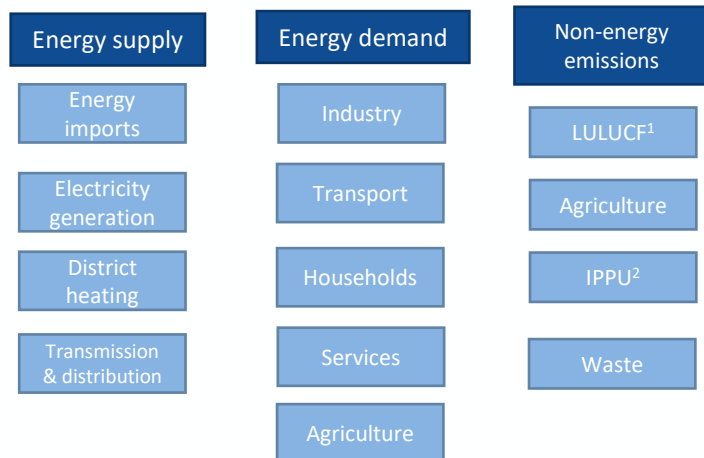 Energy supply
Energy
imports
Electricity
generation
District
heating
Transmission
& distribution
Energy demand
Industry
Transport
Households
Services
Agriculture
Non-energy
emissions
LULUCF¹
Agriculture
IPPU²
Waste